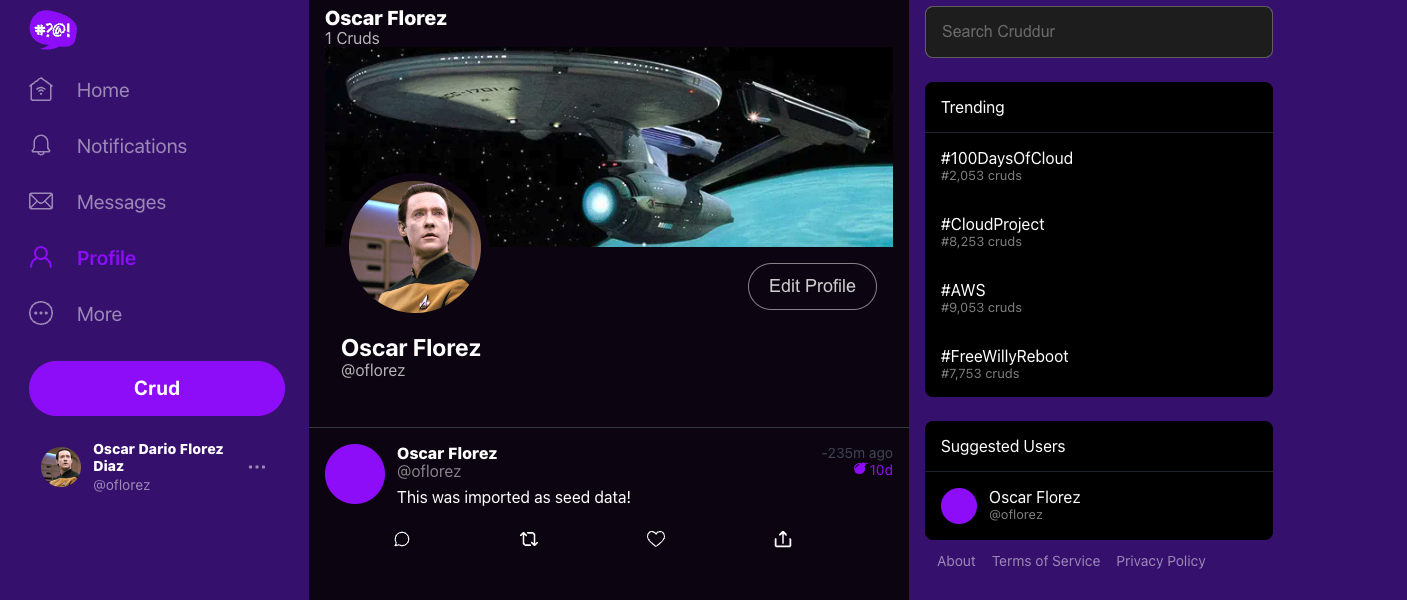 #?@!
Home
Notifications
Messages
Profile
More
Crud
Oscar Dario Florez
Diaz
@oflorez
Oscar Florez
1 Cruds
NCC-1701-A
Edit Profile
Oscar Florez
@oflorez
Oscar Florez
@oflorez
-235m ago
10d
This was imported as seed data!
Search Cruddur
Trending
#100DaysOfCloud
#2,053 cruds
#CloudProject
#8,253 cruds
#AWS
#9,053 cruds
#FreeWillyReboot
#7,753 cruds
Suggested Users
Oscar Florez
@oflorez
About Terms of Service Privacy Policy